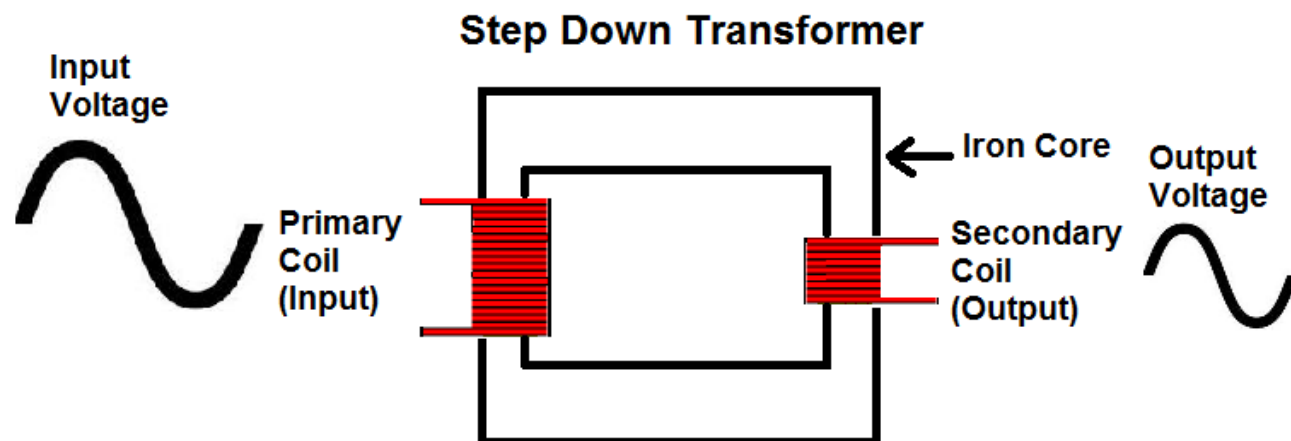 Step Down Transformer
Input
Voltage
Iron Core
Output
Voltage
Primary
Coil
(Input)
Secondary
Coil
(Output)